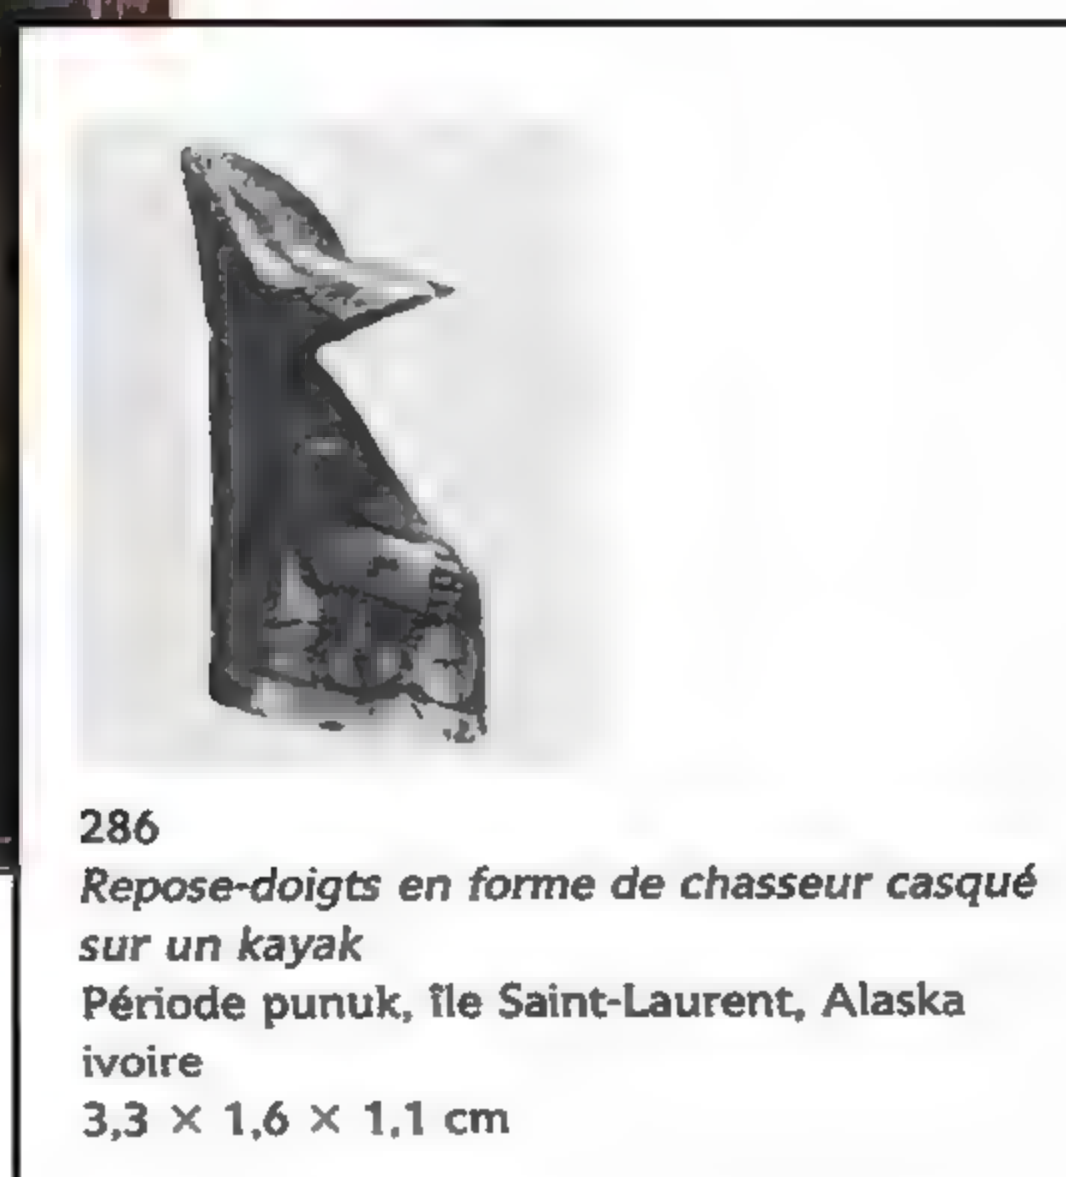 286
Repose-doigts en forme de chasseur casqué
sur un kayak
Période punuk, île Saint-Laurent, Alaska
ivoire
3,3 × 1,6 × 1,1 cm